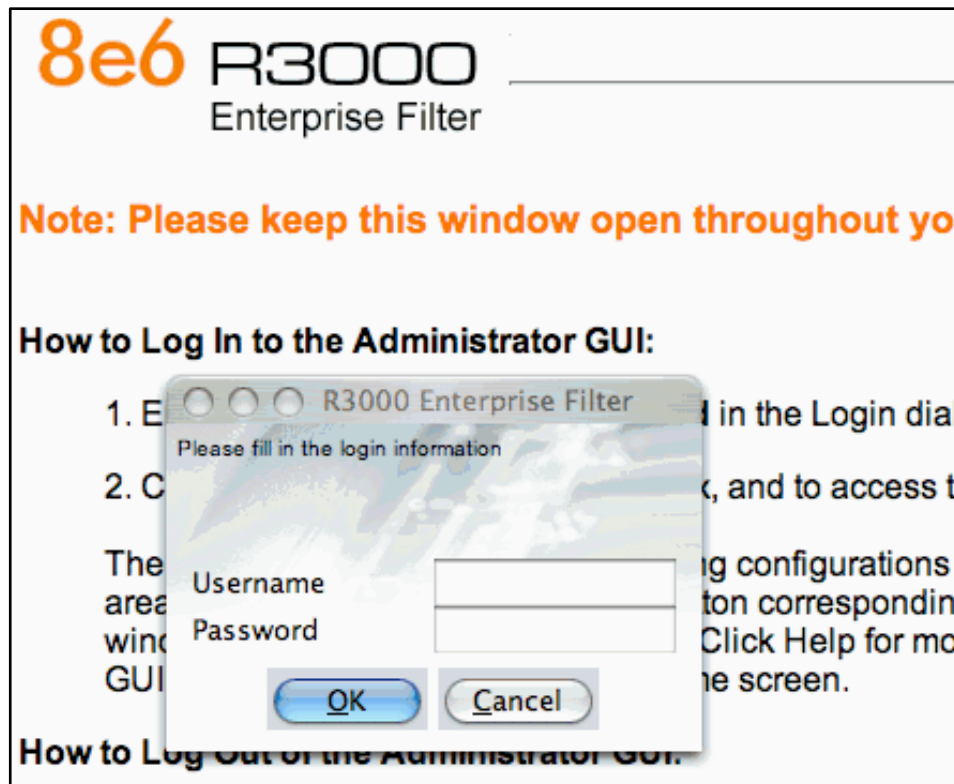 8e6 R3000
Enterprise Filter
Note: Please keep this window open throughout yo
How to Log In to the Administrator GUI:
R3000 Enterprise Filter
Please fill in the login information
Username
Password
OK Cancel
1. E
in the Login dial
2. C
, and to access t
The
ng configurations
area
ton correspondin
wind
Click Help for mo
GUI
screen.
How to Log Out of the Administrator GUI: